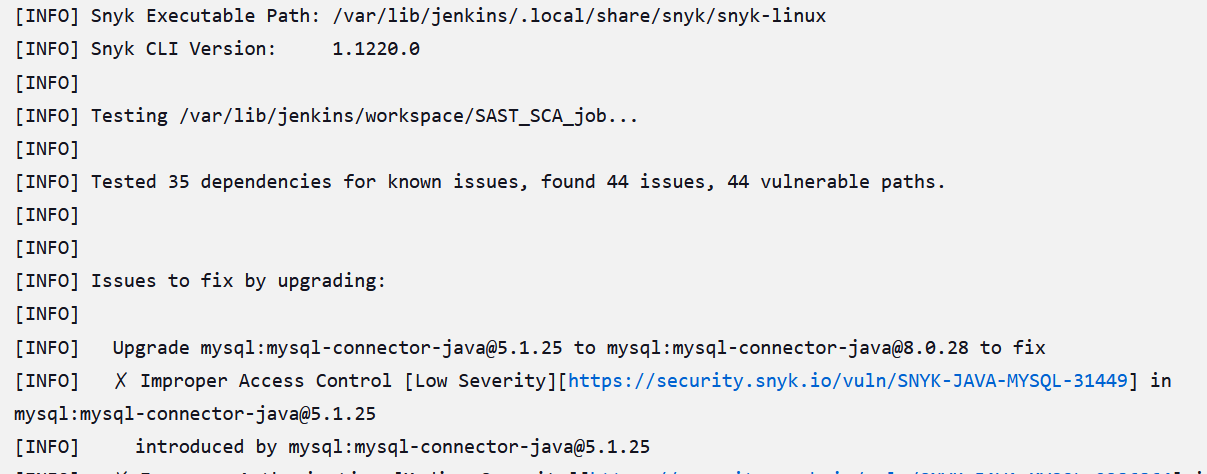 [INFO] Snyk Executable Path: /var/lib/jenkins/.local/share/snyk/snyk-linux
[INFO] Snyk CLI Version:     1.1220.0
[INFO]
[INFO] Testing /var/lib/jenkins/workspace/SAST_SCA_job...
[INFO]
[INFO] Tested 35 dependencies for known issues, found 44 issues, 44 vulnerable paths.
[INFO]
[INFO]
[INFO] Issues to fix by upgrading:
[INFO]
[INFO]   Upgrade mysql:mysql-connector-java@5.1.25 to mysql:mysql-connector-java@8.0.28 to fix
[INFO]   ✗ Improper Access Control [Low Severity][https://security.snyk.io/vuln/SNYK-JAVA-MYSQL-31449] in
mysql:mysql-connector-java@5.1.25
[INFO]     introduced by mysql:mysql-connector-java@5.1.25